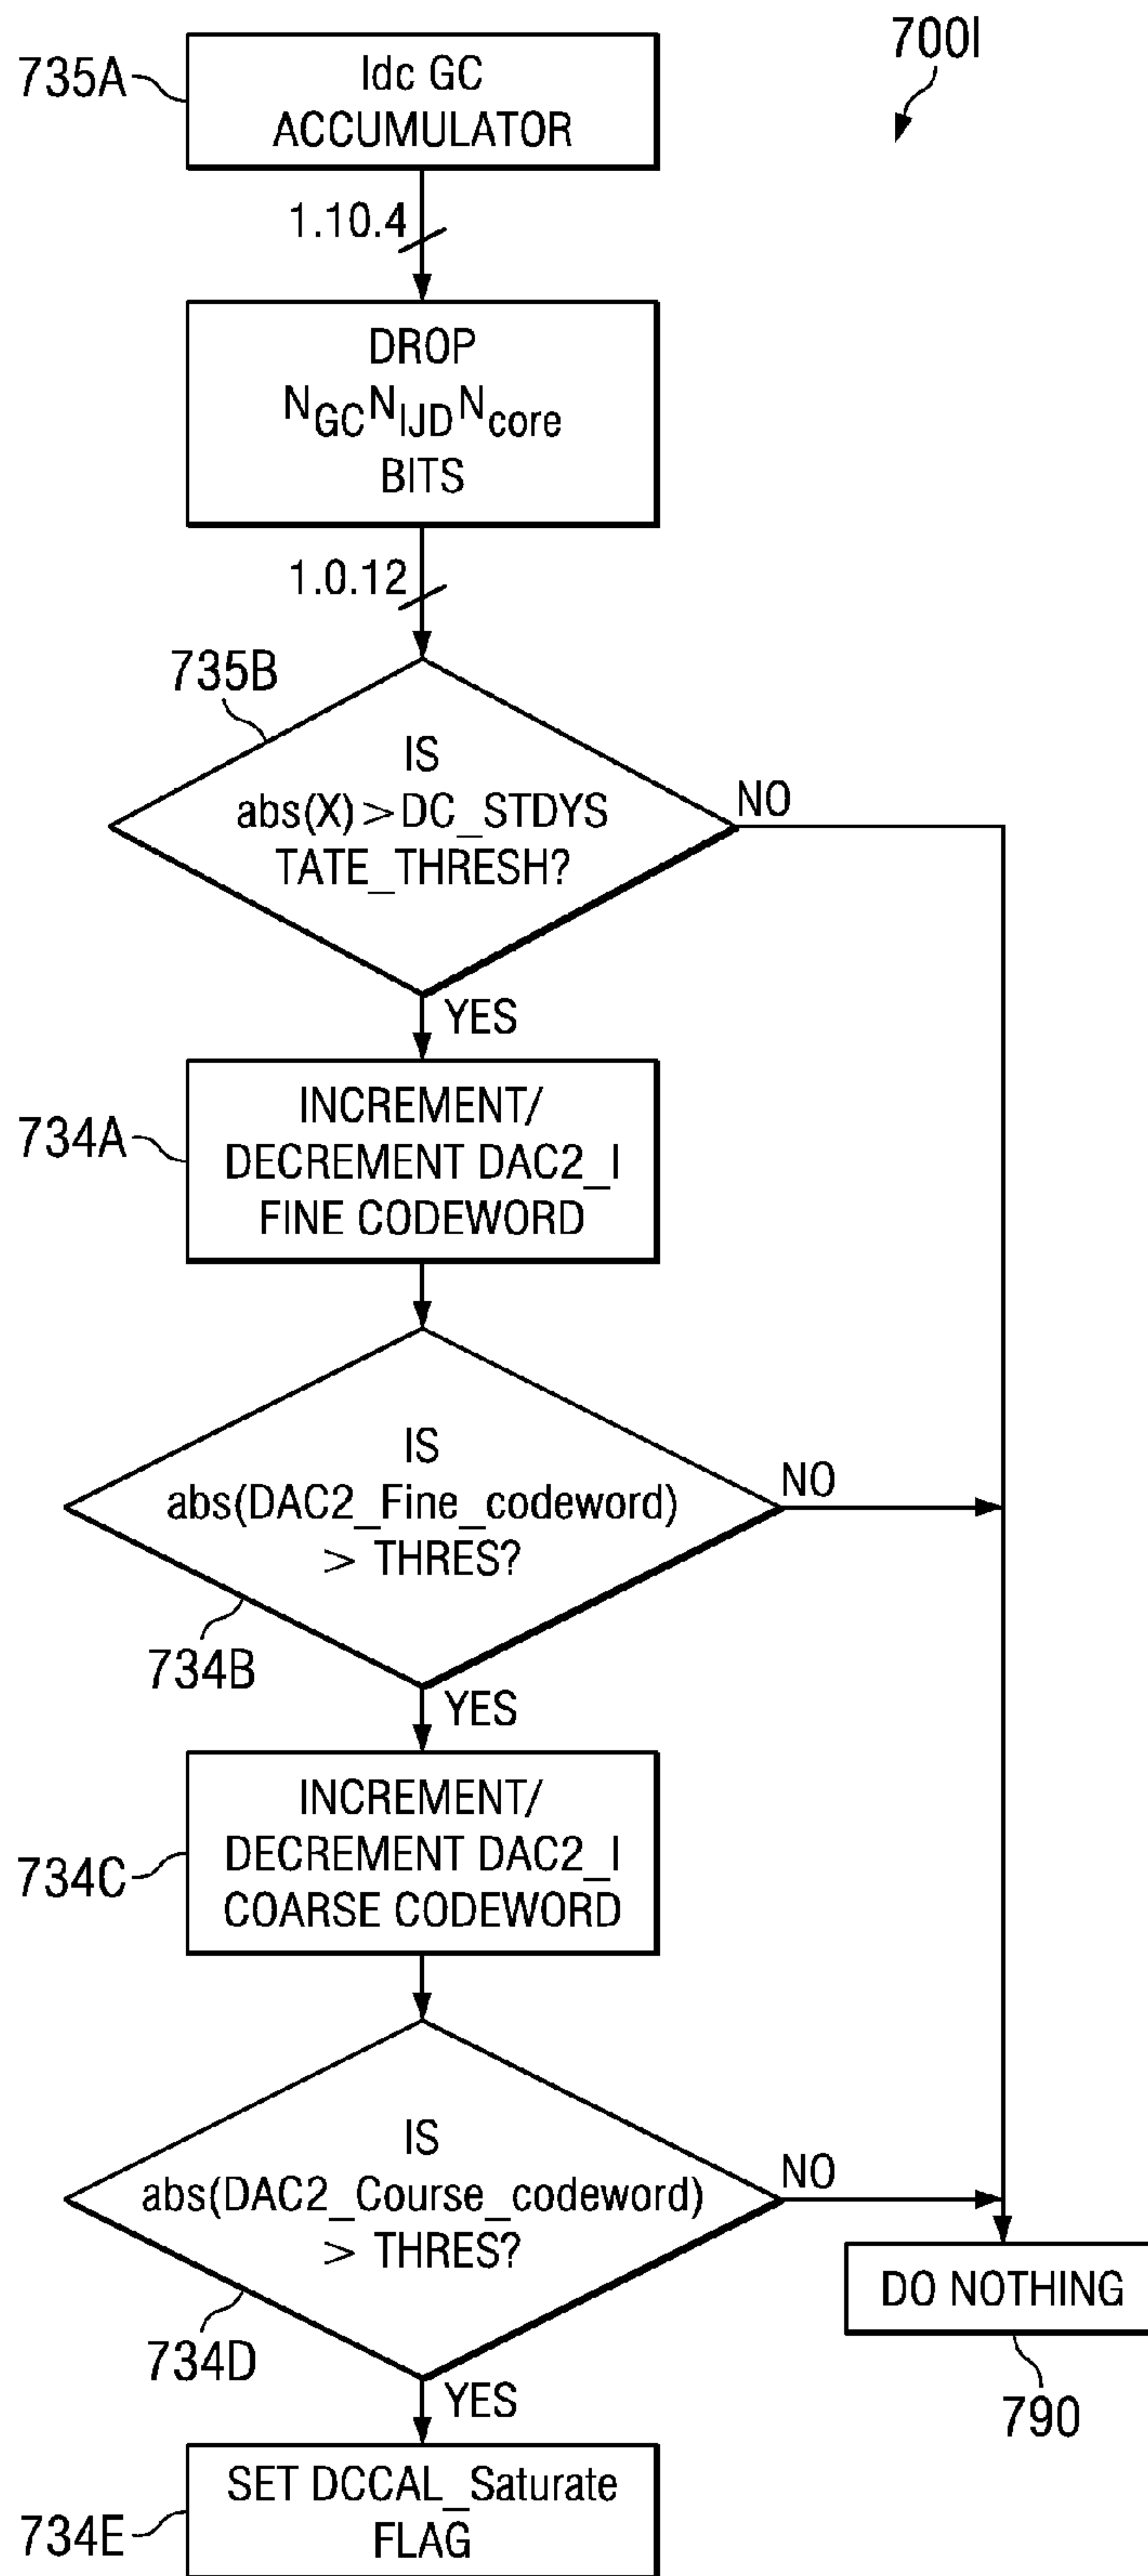 700I
735A
Idc GC
ACCUMULATOR
1.10.4
DROP
NGCNIJDNcore
BITS
1.0.12
735B
IS
abs(X) > DC_STDYS
TATE_THRESH?
NO
YES
734A
INCREMENT/
DECREMENT DAC2_I
FINE CODEWORD
IS
abs(DAC2_Fine_codeword)
> THRES?
NO
734B
YES
734C
INCREMENT/
DECREMENT DAC2_I
COARSE CODEWORD
IS
abs(DAC2_Course_codeword)
> THRES?
NO
DO NOTHING
734D
790
YES
734E
SET DCCAL_Saturate
FLAG